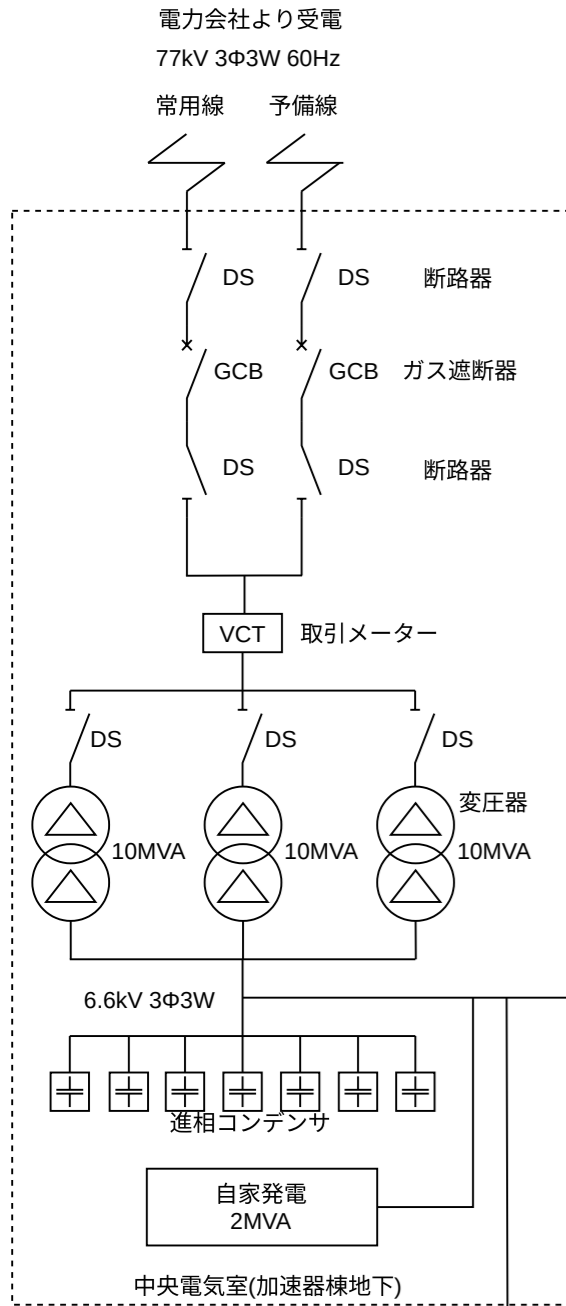 電力会社より受電
77kV 3Φ3W 60Hz
常用線 予備線
DS DS 断路器
GCB GCB ガス遮断器
DS DS 断路器
VCT 取引メーター
DS DS DS
変圧器
10MVA 10MVA 10MVA
6.6kV 3Φ3W
進相コンデンサ
自家発電
2MVA
中央電気室(加速器棟地下)